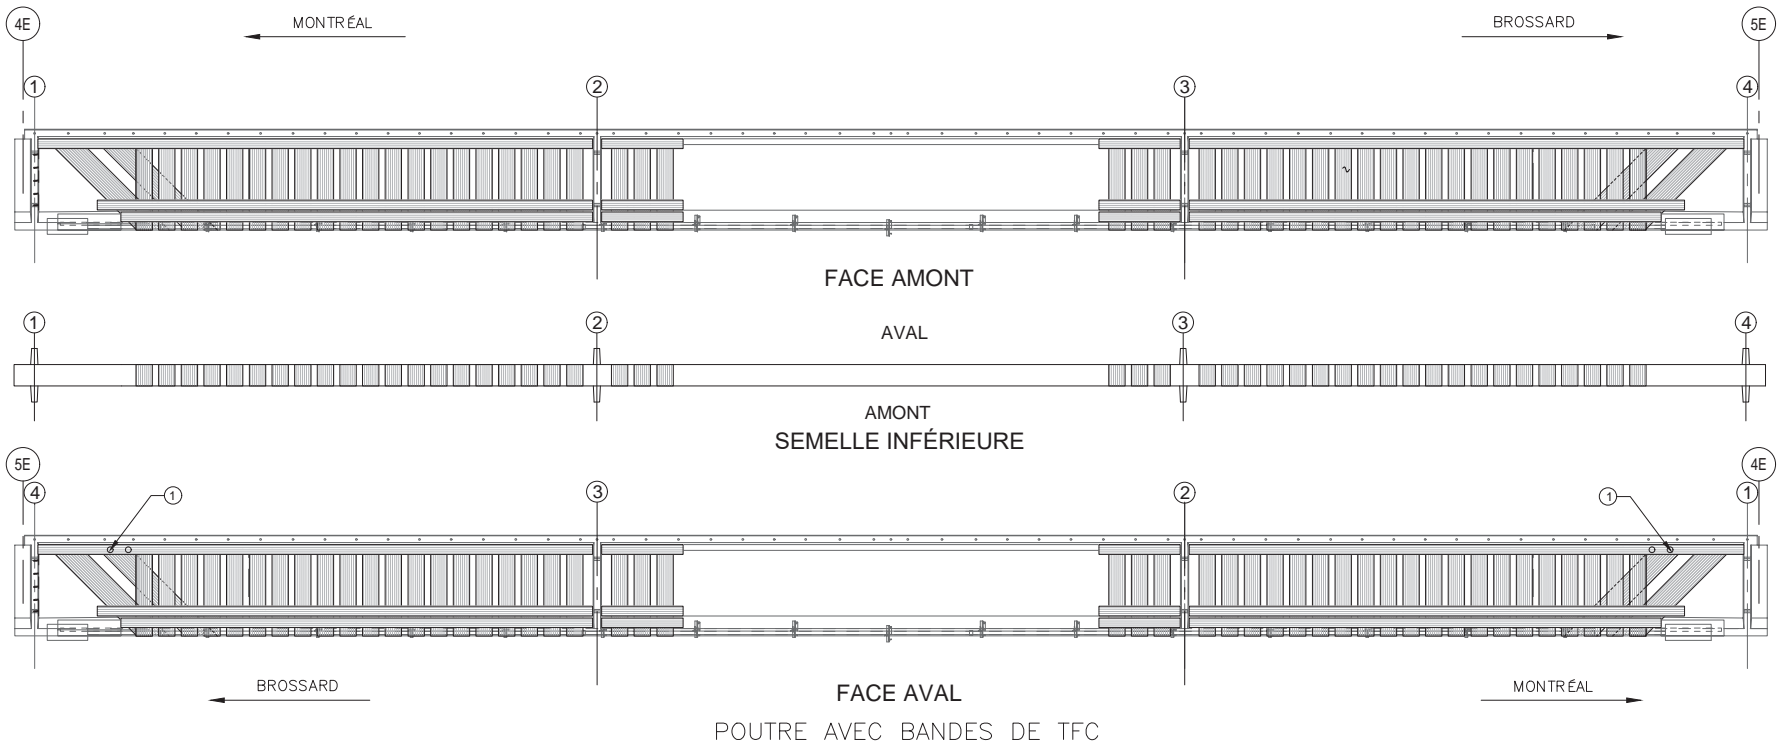 4E
MONTRÉAL
BROSSARD
5E
1
2
3
4
FACE AMONT
1
2
3
4
AVAL
AMONT
SEMELLE INFÉRIEURE
5E
4E
4
1
3
2
1
1
BROSSARD
FACE AVAL
MONTRÉAL
POUTRE AVEC BANDES DE TFC